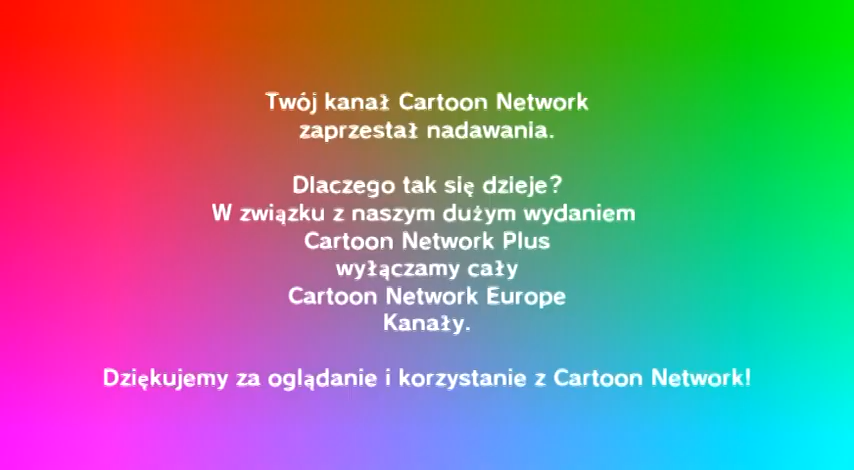 Twój kanał Cartoon Network
zaprzestał nadawania.
Dlaczego tak się dzieje?
W związku z naszym dużym wydaniem
Cartoon Network Plus
wyłączamy cały
Cartoon Network Europe
Kanały.
Dziękujemy za oglądanie i korzystanie z Cartoon Network!